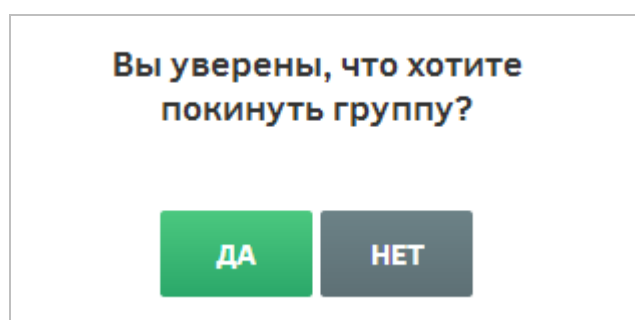 Вы уверены, что хотите
покинуть группу?
ДА НЕТ